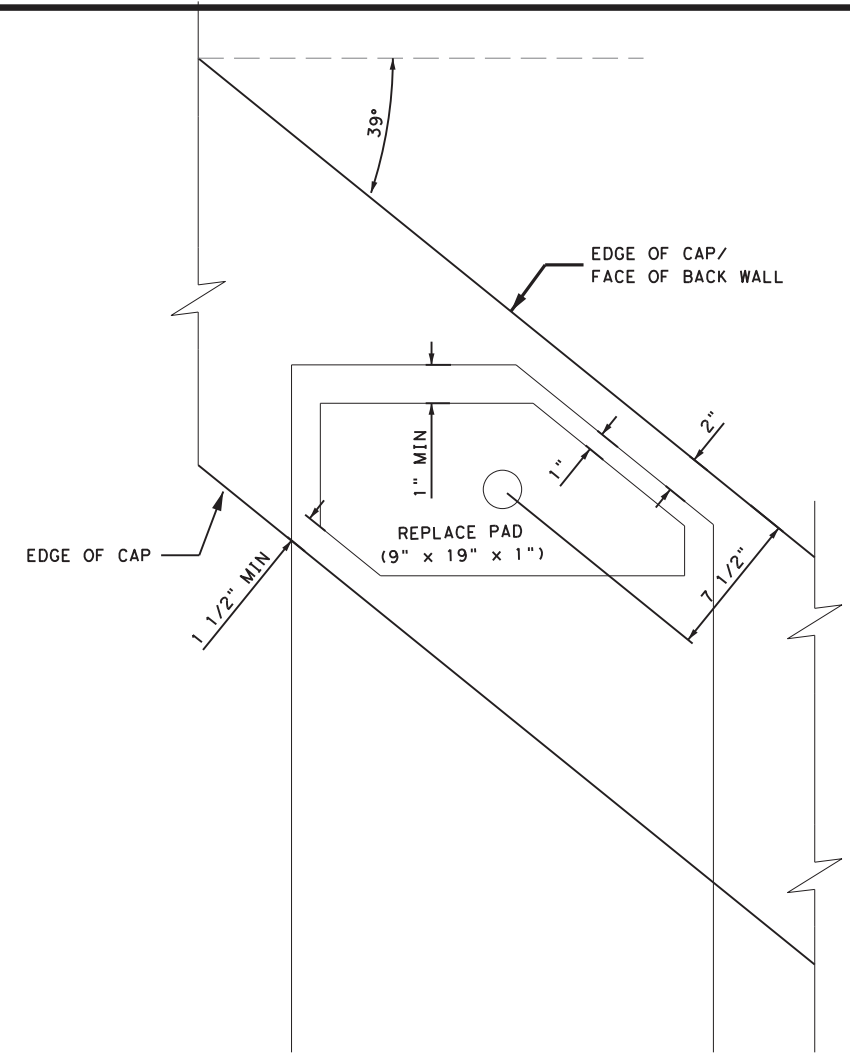 39°
EDGE OF CAP/
FACE OF BACK WALL
2"
1" MIN
1"
REPLACE PAD
(9" x 19" x 1")
EDGE OF CAP
1 1/2" MIN
7 1/2"